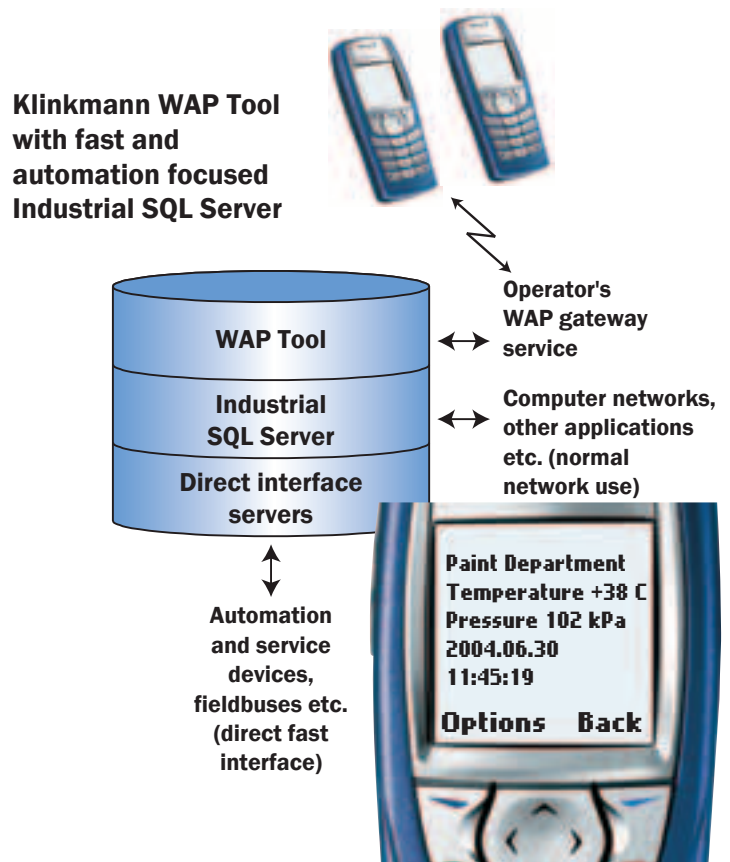 Klinkmann WAP Tool
with fast and
automation focused
Industrial SQL Server
WAP Tool
Industrial
SQL Server
Direct interface
servers
Operator's
WAP gateway
service
Computer networks,
other applications
etc. (normal
network use)
Automation
and service
devices,
fieldbuses etc.
(direct fast
interface)
Paint Department
Temperature +38 C
Pressure 102 kPa
2004.06.30
11:45:19
Options Back